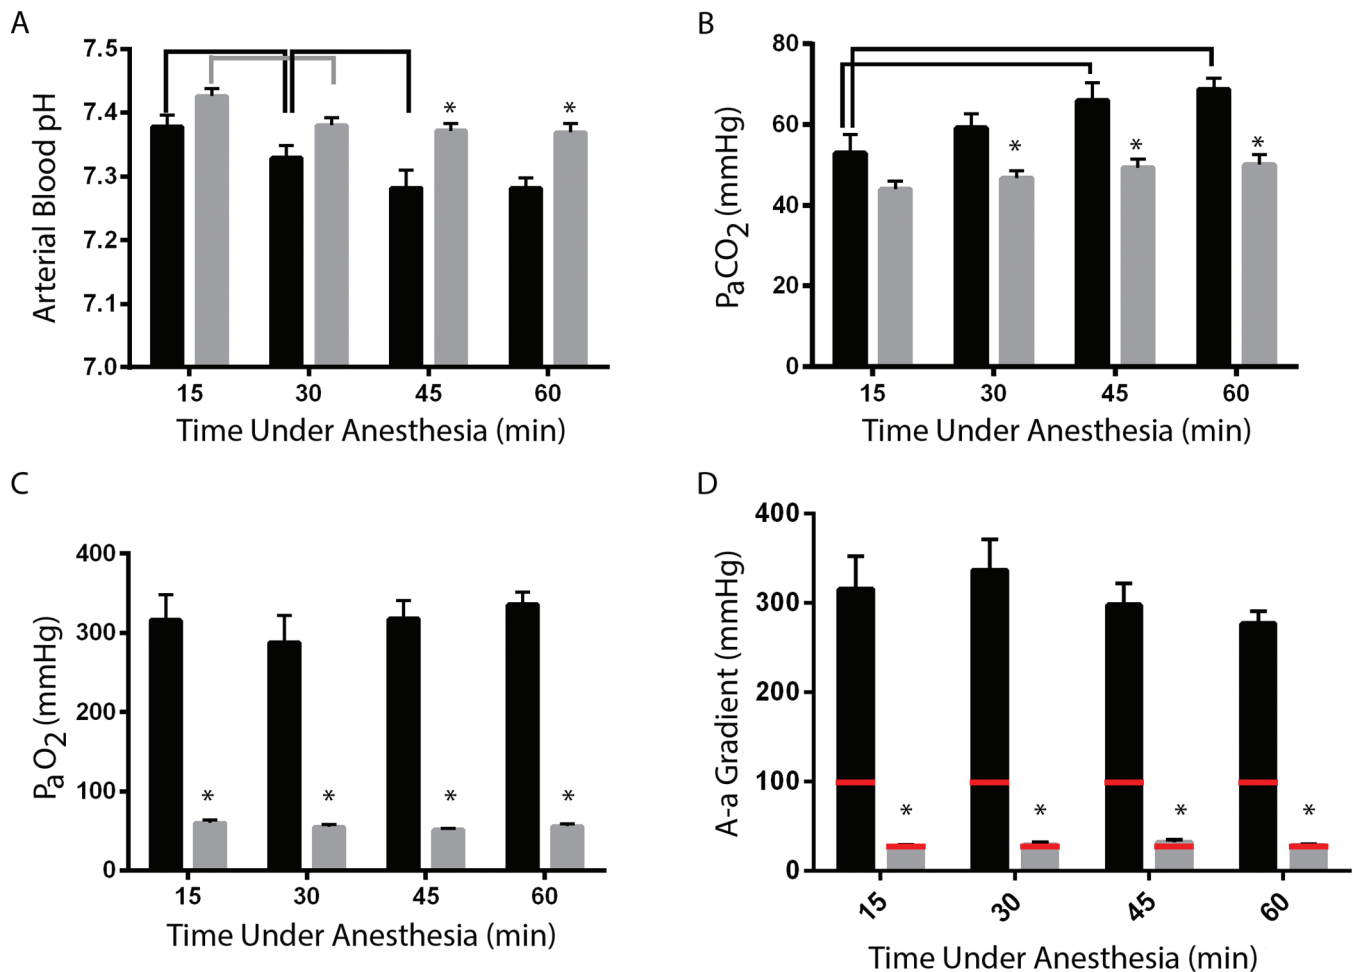 A
7.5
7.4
7.3
7.2
7.1
7.0
Arterial Blood pH
* *
15 30 45 60
Time Under Anesthesia (min)
B
80
60
40
20
0
PaCO2 (mmHg)
* * *
15 30 45 60
Time Under Anesthesia (min)
C
400
300
200
100
0
PaO2 (mmHg)
* * * *
15 30 45 60
Time Under Anesthesia (min)
D
400
300
200
100
0
A-a Gradient (mmHg)
* * * *
15 30 45 60
Time Under Anesthesia (min)